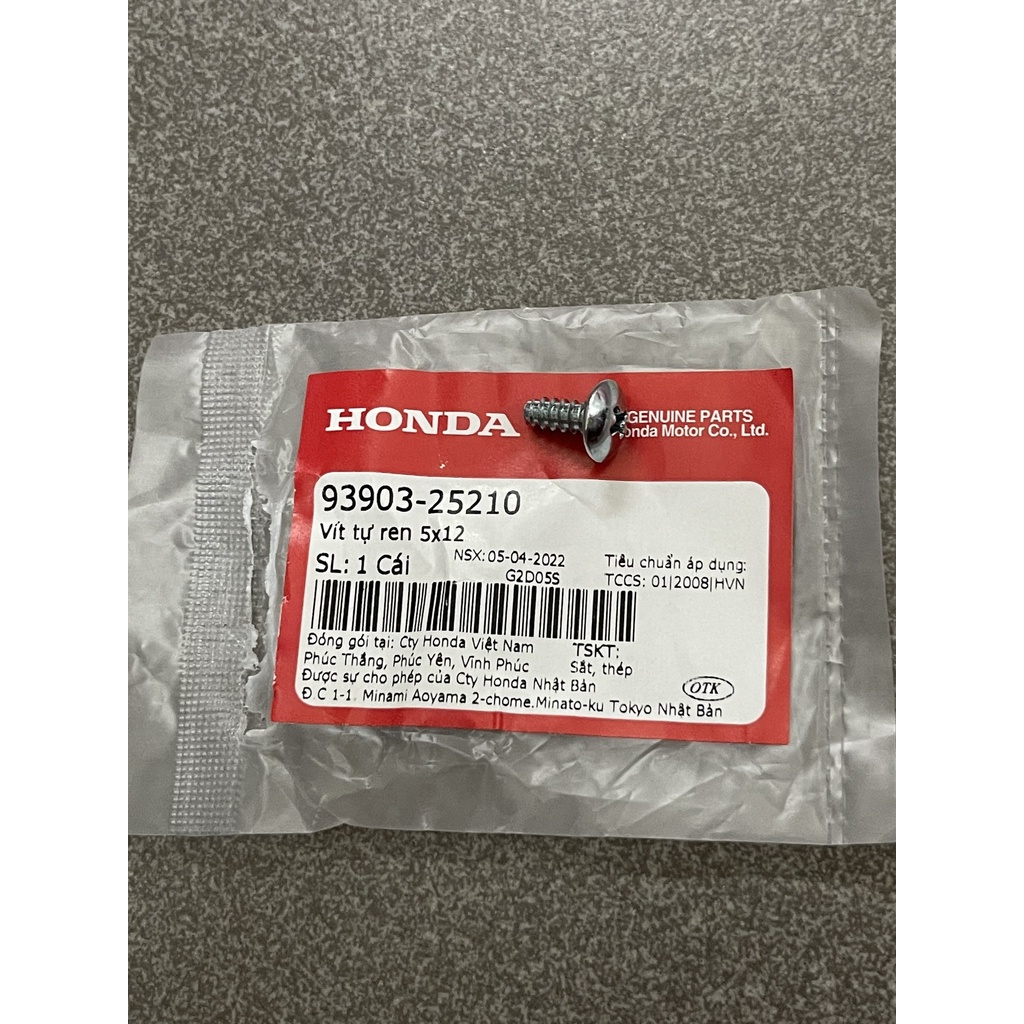 HONDA
GENUINE PARTS
onda Motor Co., Ltd.
93903-25210
Vít tự ren 5x12
SL: 1 Cái
NSX: 05-04-2022
G2D05S
Tiêu chuẩn áp dụng:
TCCS: 01|2008|HVN
Đóng gói tại: Cty Honda Việt Nam
Phúc Thắng, Phúc Yên, Vĩnh Phúc
TSKT:
Sắt, thép
Được sự cho phép của Cty Honda Nhật Bản
Đ.C 1-1. Minami Aoyama 2-chome.Minato-ku Tokyo Nhật Bản
OTK